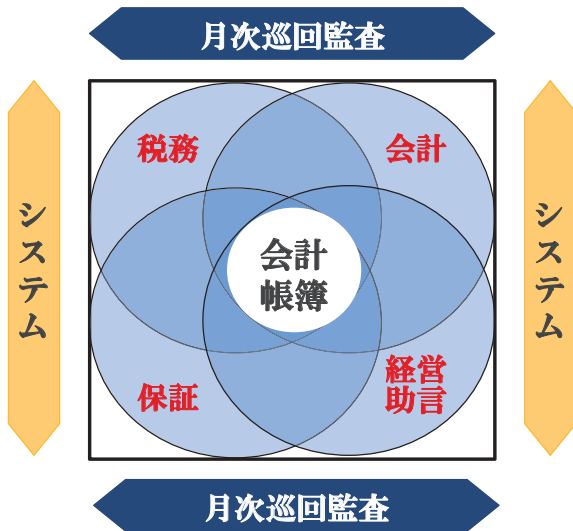 月次巡回監査
税務
会計
システム
会計
帳簿
システム
保証
経営
助言
月次巡回監査